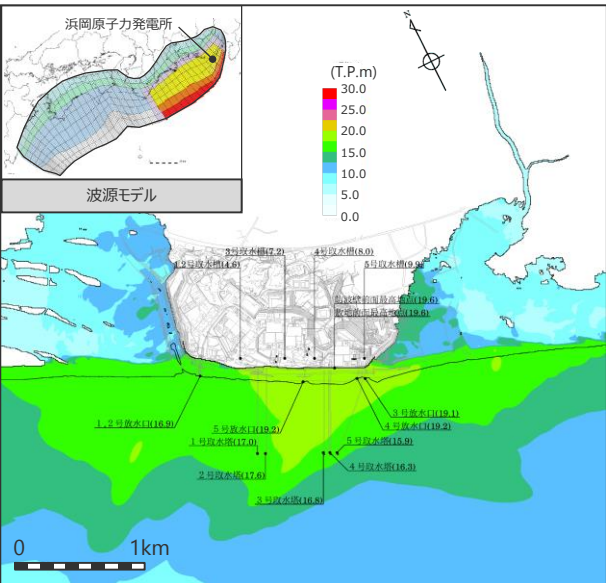 浜岡原子力発電所
波源モデル
N
(T.P.m)
30.0
25.0
20.0
15.0
10.0
5.0
0.0
3号取水槽(7.2)
4号取水槽(8.0)
1,2号取水槽(4.6)
5号取水槽(9.9)
防波壁前面最高地点(19.6)
敷地前面最高地点(19.6)
1,2号放水口(16.9)
5号放水口(19.2)
3号放水口(19.1)
4号放水口(19.2)
1号取水塔(17.0)
5号取水塔(15.9)
2号取水塔(17.6)
4号取水塔(16.3)
3号取水塔(16.8)
0 1km